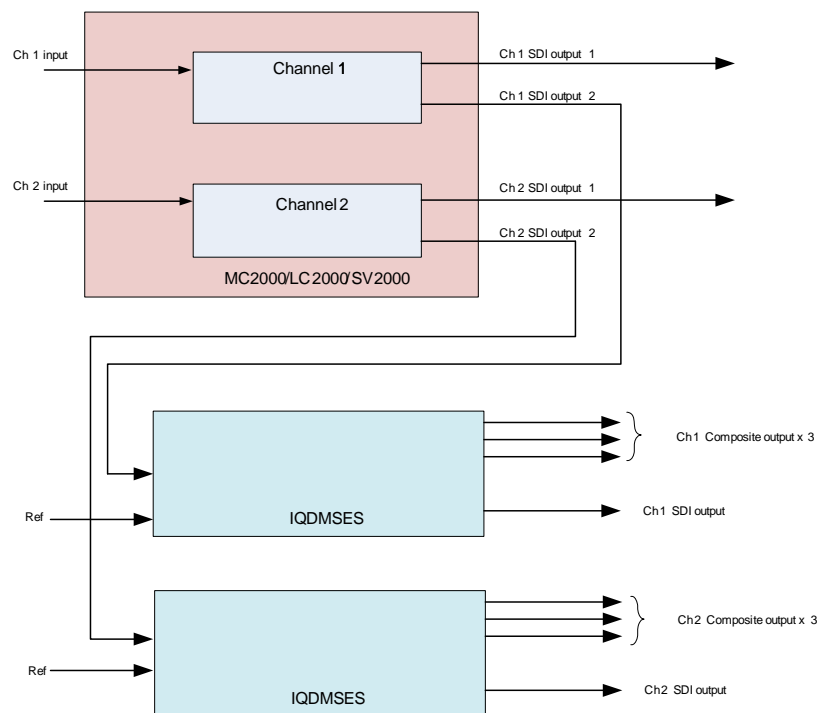 Ch 1 input
Channel 1
Ch 1 SDI output 1
Ch 1 SDI output 2
Ch 2 input
Channel 2
Ch 2 SDI output 1
Ch 2 SDI output 2
MC2000/LC2000/SV2000
Ch1 Composite output x 3
Ref
IQDMSES
Ch1 SDI output
Ch2 Composite output x 3
Ref
IQDMSES
Ch2 SDI output